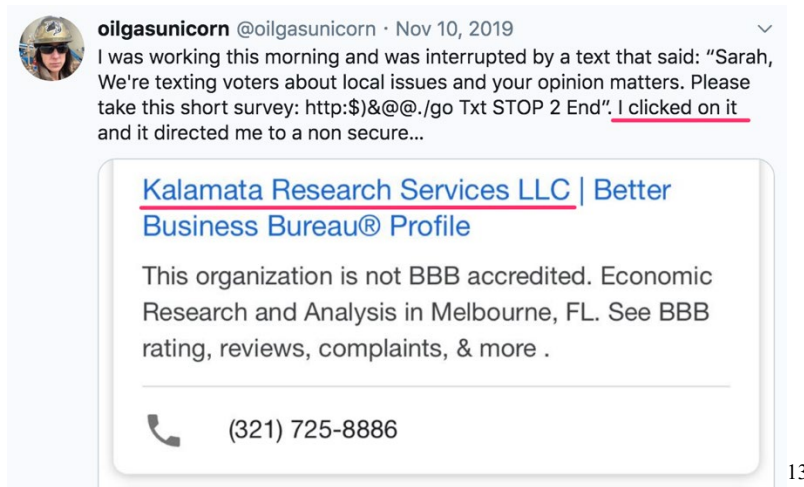 oilgasunicorn @oilgasunicorn · Nov 10, 2019
I was working this morning and was interrupted by a text that said: “Sarah,
We're texting voters about local issues and your opinion matters. Please
take this short survey: http:$)&@@./go Txt STOP 2 End”. I clicked on it
and it directed me to a non secure...
Kalamata Research Services LLC | Better
Business Bureau® Profile
This organization is not BBB accredited. Economic
Research and Analysis in Melbourne, FL. See BBB
rating, reviews, complaints, & more .
(321) 725-8886
13